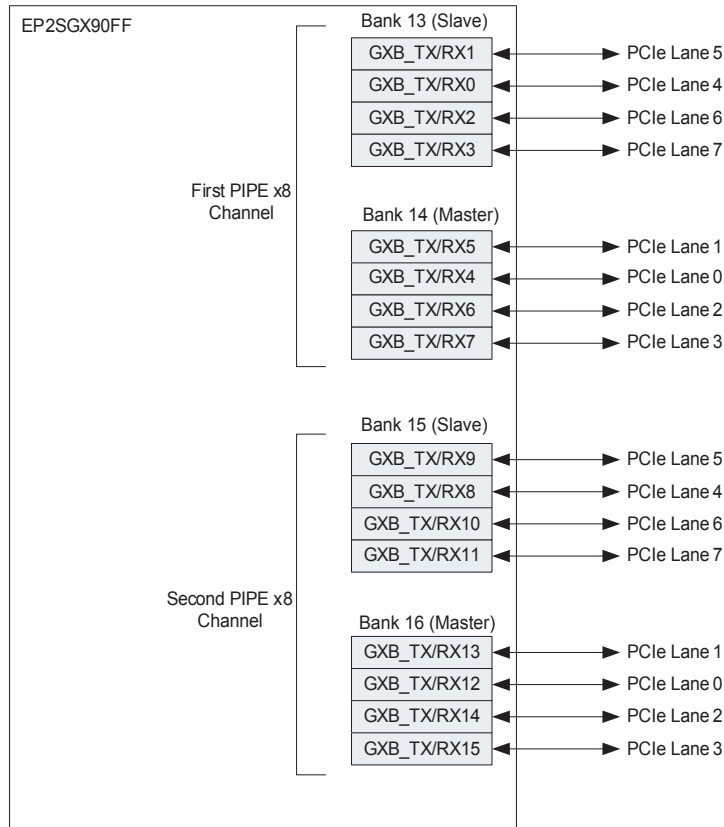 EP2SGX90FF
Bank 13 (Slave)
GXB_TX/RX1
PCIe Lane 5
GXB_TX/RX0
PCIe Lane 4
GXB_TX/RX2
PCIe Lane 6
GXB_TX/RX3
PCIe Lane 7
First PIPE x8
Channel
Bank 14 (Master)
GXB_TX/RX5
PCIe Lane 1
GXB_TX/RX4
PCIe Lane 0
GXB_TX/RX6
PCIe Lane 2
GXB_TX/RX7
PCIe Lane 3
Bank 15 (Slave)
GXB_TX/RX9
PCIe Lane 5
GXB_TX/RX8
PCIe Lane 4
GXB_TX/RX10
PCIe Lane 6
GXB_TX/RX11
PCIe Lane 7
Second PIPE x8
Channel
Bank 16 (Master)
GXB_TX/RX13
PCIe Lane 1
GXB_TX/RX12
PCIe Lane 0
GXB_TX/RX14
PCIe Lane 2
GXB_TX/RX15
PCIe Lane 3